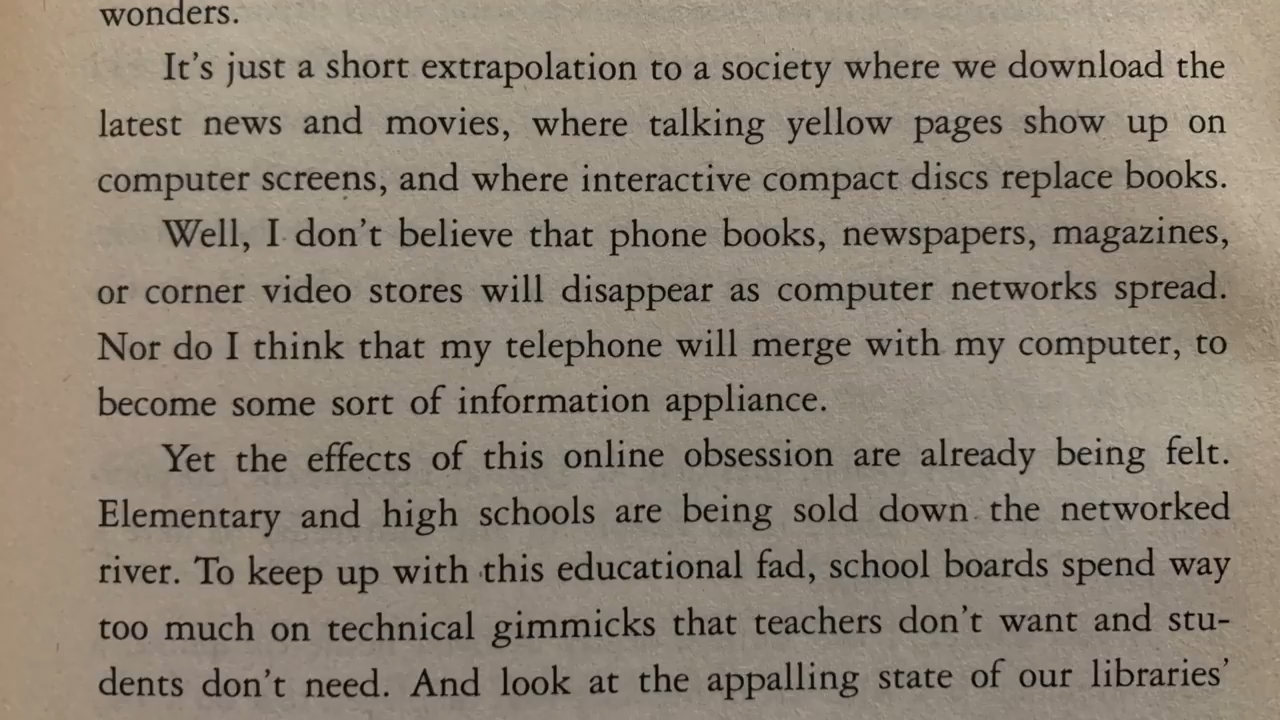 wonders.
It's just a short extrapolation to a society where we download the
latest news and movies, where talking yellow pages show up on
computer screens, and where interactive compact discs replace books.
Well, I don't believe that phone books, newspapers, magazines,
or corner video stores will disappear as computer networks spread.
Nor do I think that my telephone will merge with my computer, to
become some sort of information appliance.
Yet the effects of this online obsession are already being felt.
Elementary and high schools are being sold down the networked
river. To keep up with this educational fad, school boards spend way
too much on technical gimmicks that teachers don't want and stu-
dents don't need. And look at the appalling state of our libraries'